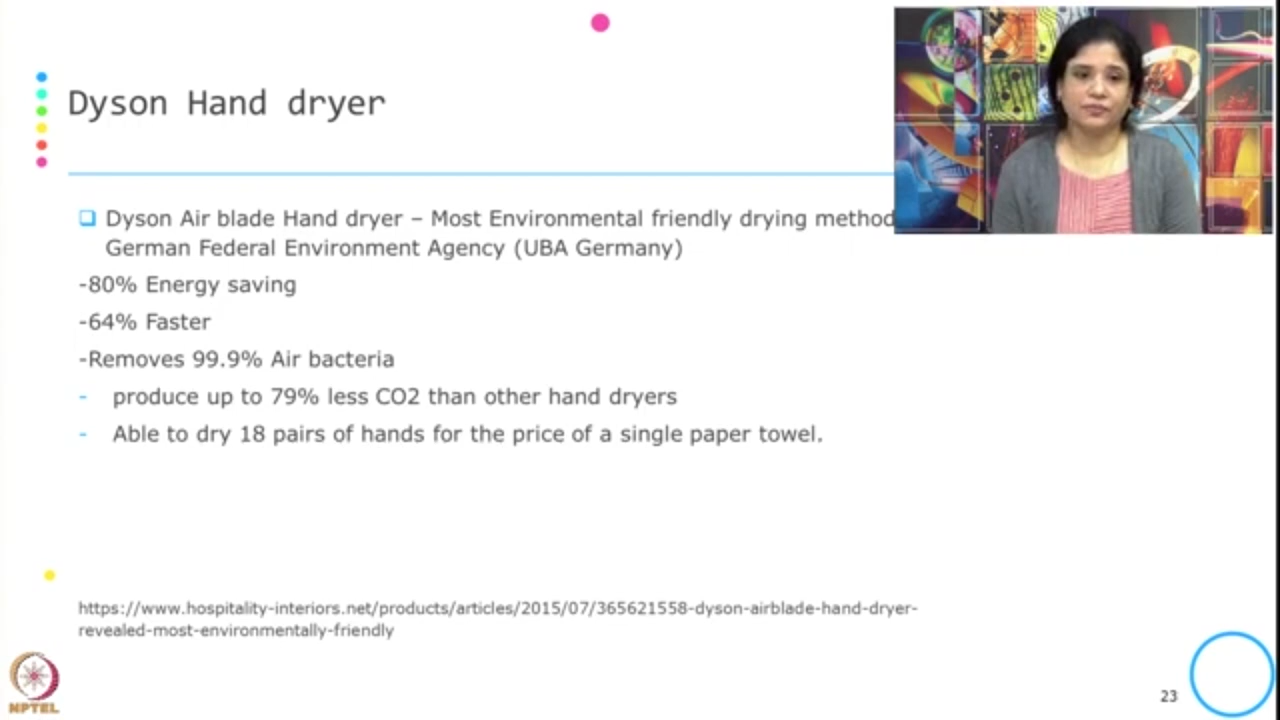 Dyson Hand dryer
❑ Dyson Air blade Hand dryer – Most Environmental friendly drying method
German Federal Environment Agency (UBA Germany)
-80% Energy saving
-64% Faster
-Removes 99.9% Air bacteria
- produce up to 79% less CO2 than other hand dryers
- Able to dry 18 pairs of hands for the price of a single paper towel.
https://www.hospitality-interiors.net/products/articles/2015/07/365621558-dyson-airblade-hand-dryer-
revealed-most-environmentally-friendly
NPTEL
23